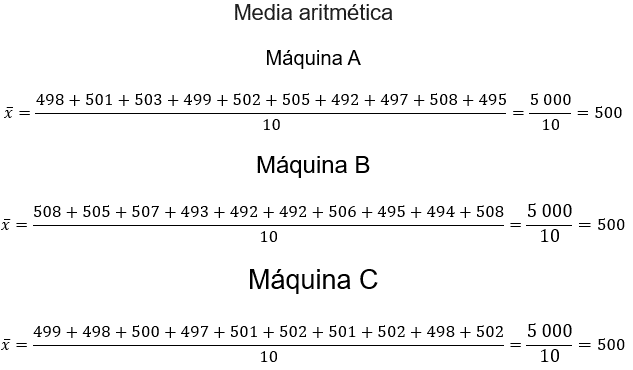 Media aritmética
Máquina A
x̄ = (498 + 501 + 503 + 499 + 502 + 505 + 492 + 497 + 508 + 495)/10 = 5 000/10 = 500
Máquina B
x̄ = (508 + 505 + 507 + 493 + 492 + 492 + 506 + 495 + 494 + 508)/10 = 5 000/10 = 500
Máquina C
x̄ = (499 + 498 + 500 + 497 + 501 + 502 + 501 + 502 + 498 + 502)/10 = 5 000/10 = 500